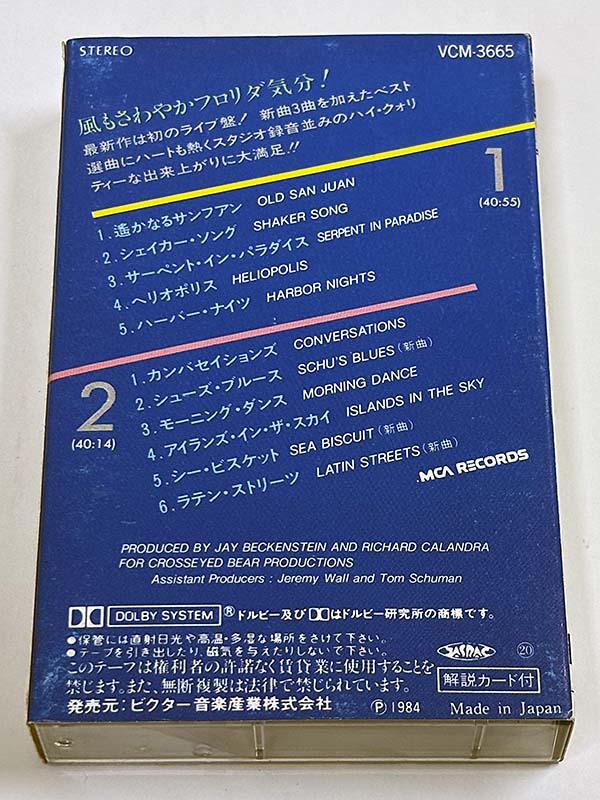 STEREO
VCM-3665
風もさわやかフロリダ気分!
最新作は初のライブ盤! 新曲3曲を加えたベスト
選曲にハートも熱くスタジオ録音並みのハイ・クォリ
ティーな出来上がりに大満足!!
1
(40:55)
1.遙かなるサンフアン OLD SAN JUAN
2.シェイカー・ソング SHAKER SONG
3.サーペント・イン・パラダイス SERPENT IN PARADISE
4.ヘリオポリス HELIOPOLIS
5.ハーバー・ナイツ HARBOR NIGHTS
2
(40:14)
1.カンバセイションズ CONVERSATIONS
2.シューズ・ブルース SCHU'S BLUES(新曲)
3.モーニング・ダンス MORNING DANCE
4.アイランズ・イン・ザ・スカイ ISLANDS IN THE SKY
5.シー・ビスケット SEA BISCUIT(新曲)
6.ラテン・ストリーツ LATIN STREETS(新曲)
MCA RECORDS
PRODUCED BY JAY BECKENSTEIN AND RICHARD CALANDRA
FOR CROSSEYED BEAR PRODUCTIONS
Assistant Producers : Jeremy Wall and Tom Schuman
DOLBY SYSTEM ® ドルビー及びDDはドルビー研究所の商標です。
●保管には直射日光や高温・多湿な場所をさけて下さい。
●テープを引き出したり、磁気を与えたりしないで下さい。
このテープは権利者の許諾なく賃貸業に使用することを
禁じます。また、無断複製は法律で禁じられています。
発売元:ビクター音楽産業株式会社
JASRAC
⑳
解説カード付
Ⓟ1984 Made in Japan